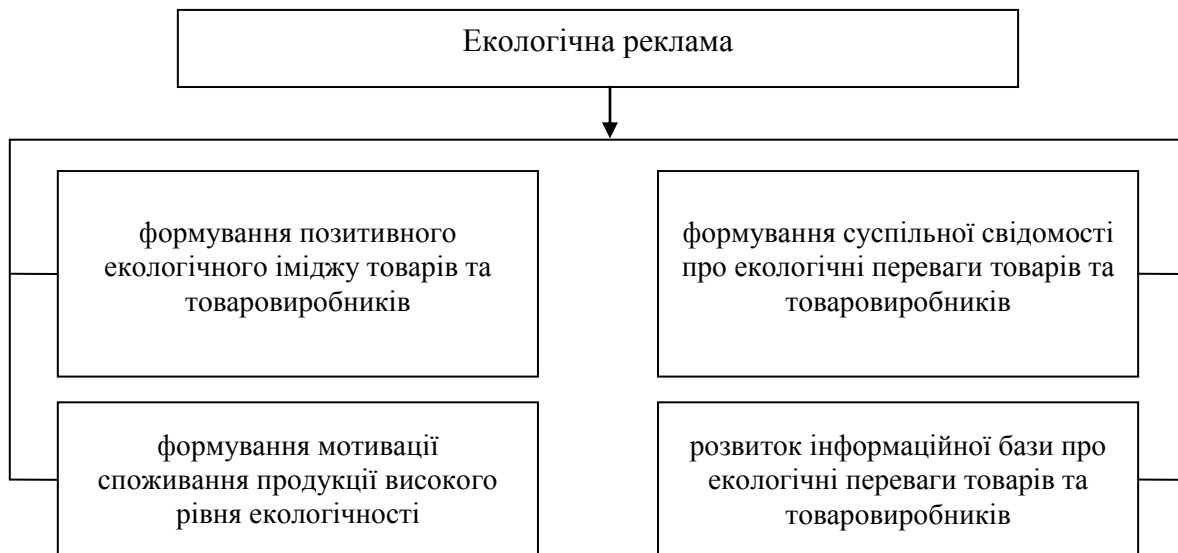 Екологічна реклама
формування позитивного
екологічного іміджу товарів та
товаровиробників
формування суспільної свідомості
про екологічні переваги товарів та
товаровиробників
формування мотивації
споживання продукції високого
рівня екологічності
розвиток інформаційної бази про
екологічні переваги товарів та
товаровиробників